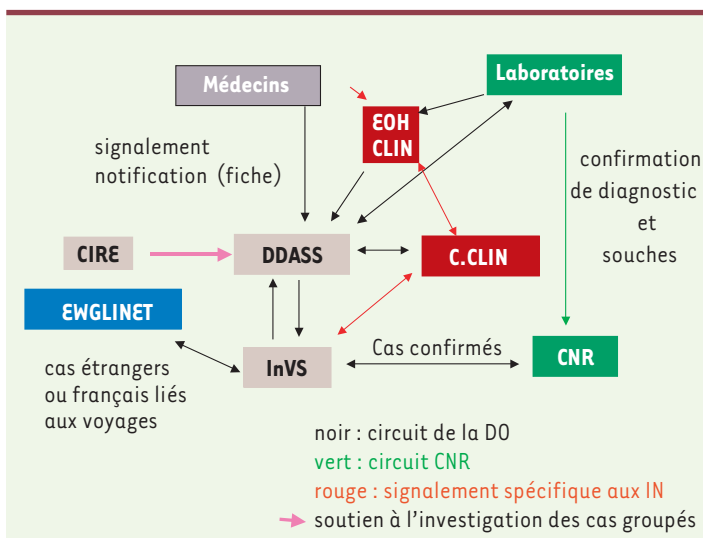 Médecins
Laboratoires
EOH
CLIN
signalement
notification (fiche)
confirmation
de diagnostic
et
souches
CIRE
DDASS
C.CLIN
EWGLINET
InVS
Cas confirmés
CNR
cas étrangers
ou français liés
aux voyages
noir : circuit de la DO
vert : circuit CNR
rouge : signalement spécifique aux IN
soutien à l'investigation des cas groupés